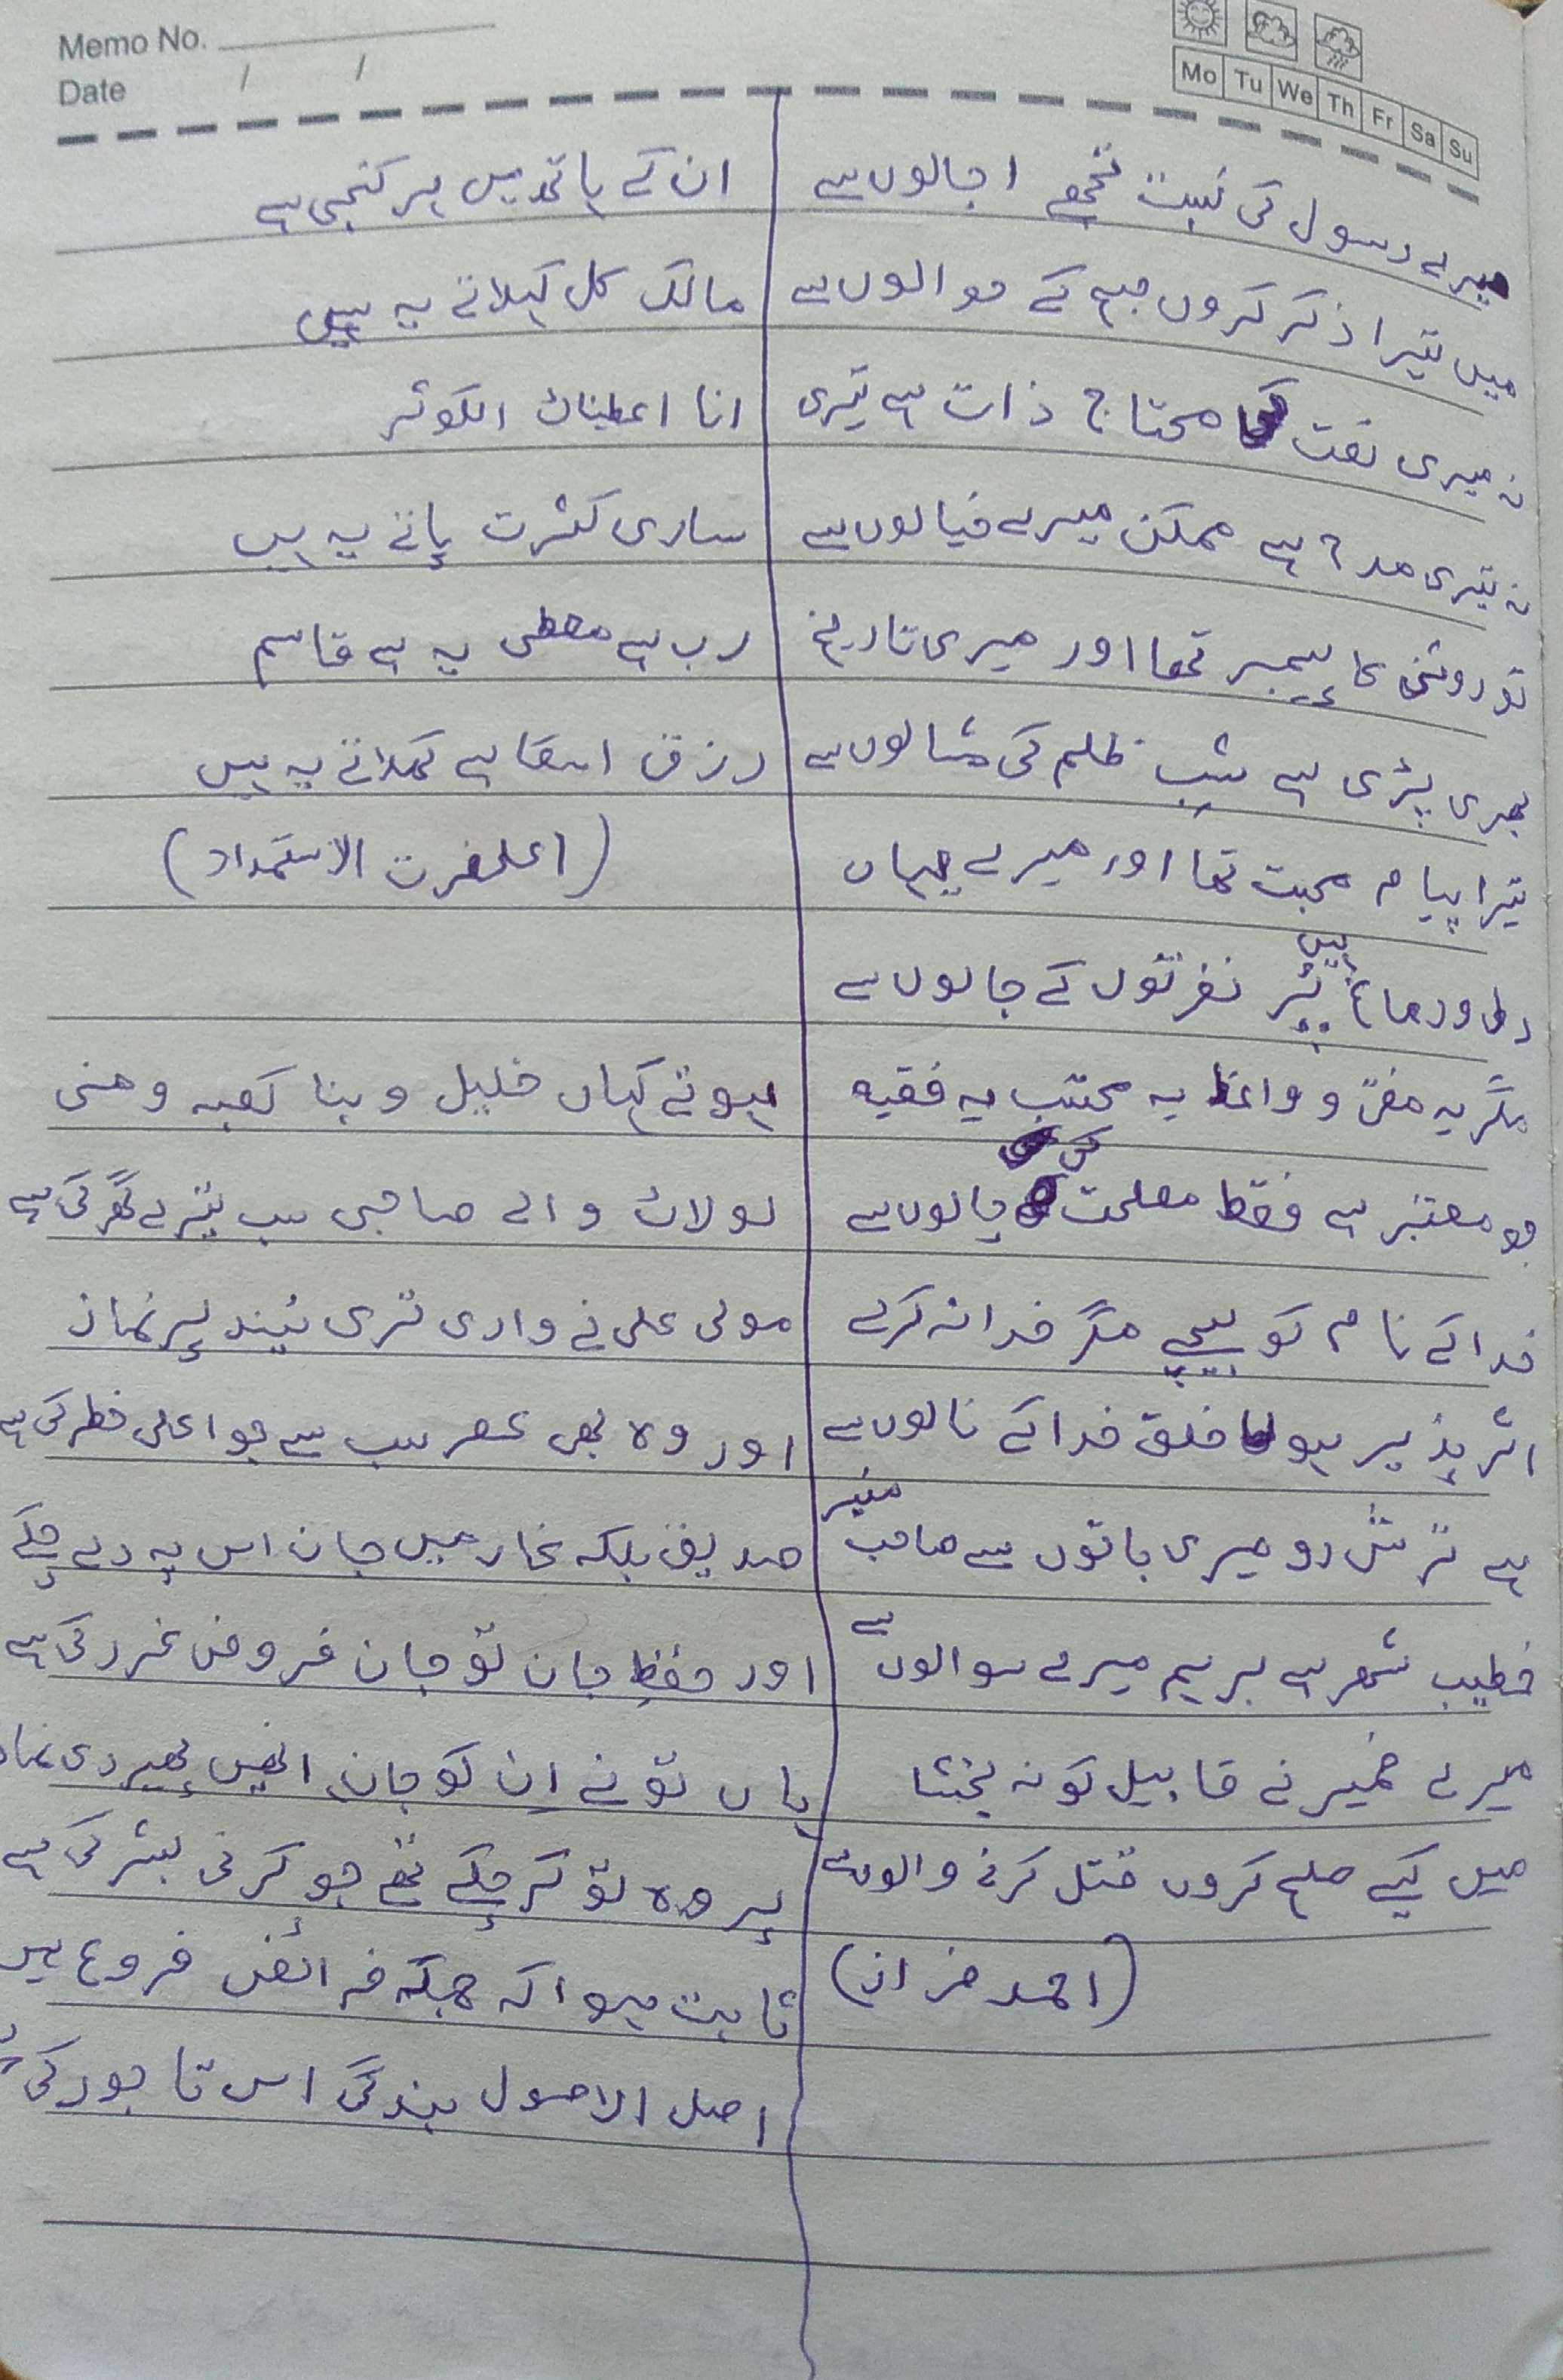 Memo No.
Date / /
Mo Tu We Th Fr Sa Su
میرے رسول کی نسبت تجھے اجالوں سے
میں تیرا ذکر کروں صبح کے حوالوں سے
نہ میری نعت کی محتاج ذات ہے تیری
نہ تیری مدح ہے ممکن میرے خیالوں سے
تو روشنی کا پیمبر تھا اور میری تاریخ
بھری پڑی ہے شبِ ظلم کی مثالوں سے
تیرا پیام محبت تھا اور میرے یہاں
دل و دماغ ہیں پُر نفرتوں کے جالوں سے
مگر یہ مفتی و واعظ یہ محتسب یہ فقیہ
جو معتبر ہے فقط مصلحت کی چالوں سے
خدا کے نام کو بیچے مگر خدا نہ کرے
اثر پذیر ہوں خلق خدا کے نالوں سے
ہے ترش رو میری باتوں سے صاحب منبر
خطیب شہر ہے برہم میرے سوالوں سے
میرے ضمیر نے قابیل کو نہ بخشا
میں کیسے صلح کروں قتل کرنے والوں سے
(احمد فراز)
ان کے ہاتھ میں ہر کنجی ہے
مالک کل کہلاتے یہ ہیں
انا اعطینک الکوثر
ساری کثرت پاتے یہ ہیں
رب ہے معطی یہ ہے قاسم
رزق اسکا ہے کھلاتے یہ ہیں
(اعلحضرت الاستمداد)
ہوتے کہاں خلیل و بنا کعبہ و منی
لولاک والے صاحبی سب تیرے گھر کی ہے
مولی علی نے واری تری نیند پر نماز
اور وہ بھی عصر سب سے جو اعلی خطر کی ہے
صدیق بلکہ غار میں جان اس پہ دے چکے
اور حفظِ جان تو جان فروض غرر کی ہے
ہاں تو نے اِن کو جان، انھیں پھیر دی نماز
پر وہ تو کر چکے تھے جو کرنی بشر کی ہے
ثابت ہوا کہ جملہ فرائض فروع ہیں
اصل الاصول بندگی اس تاجور کی ہے